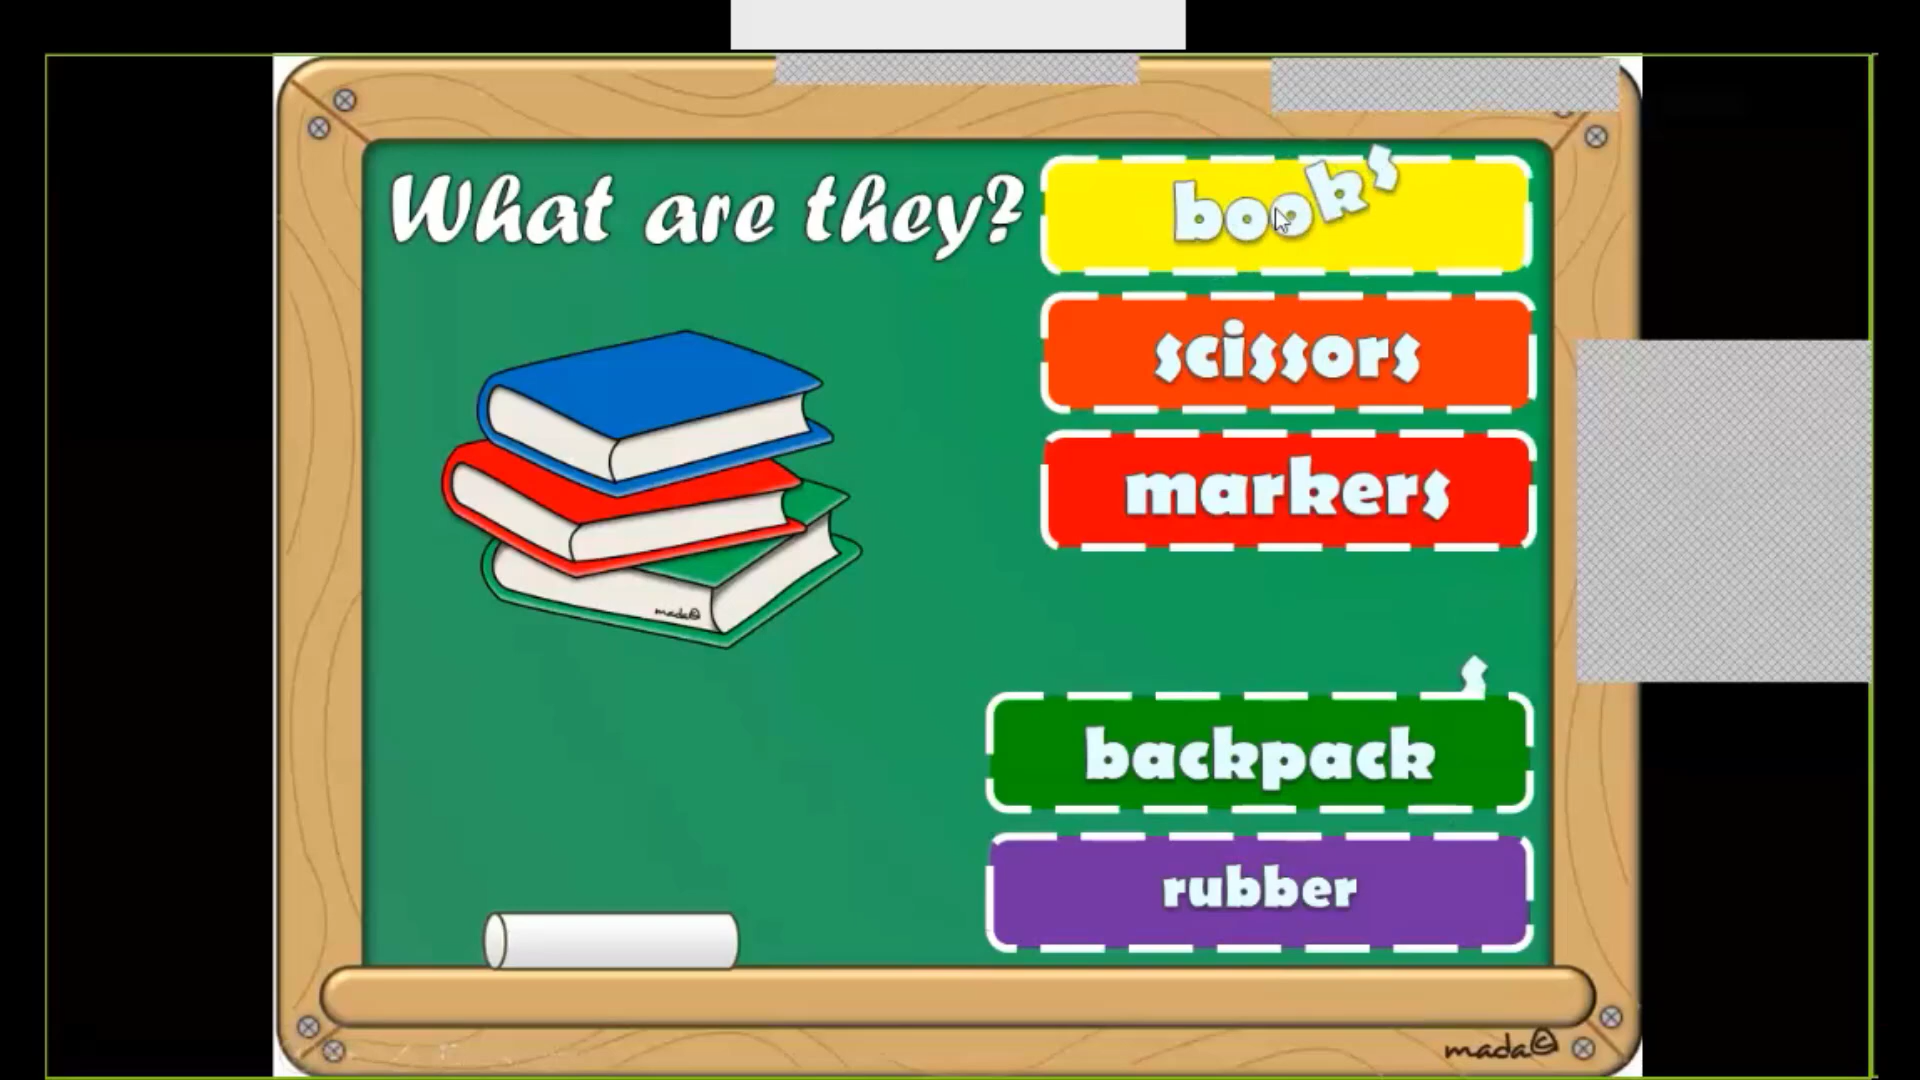 What are they?
books
scissors
markers
s
backpack
rubber
mada©
mada©